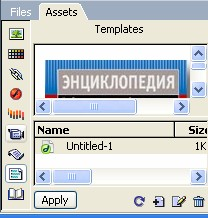 Files Assets
Templates
ЭНЦИКЛОПЕДИЯ
Name Size
Untitled-1 1K
Apply